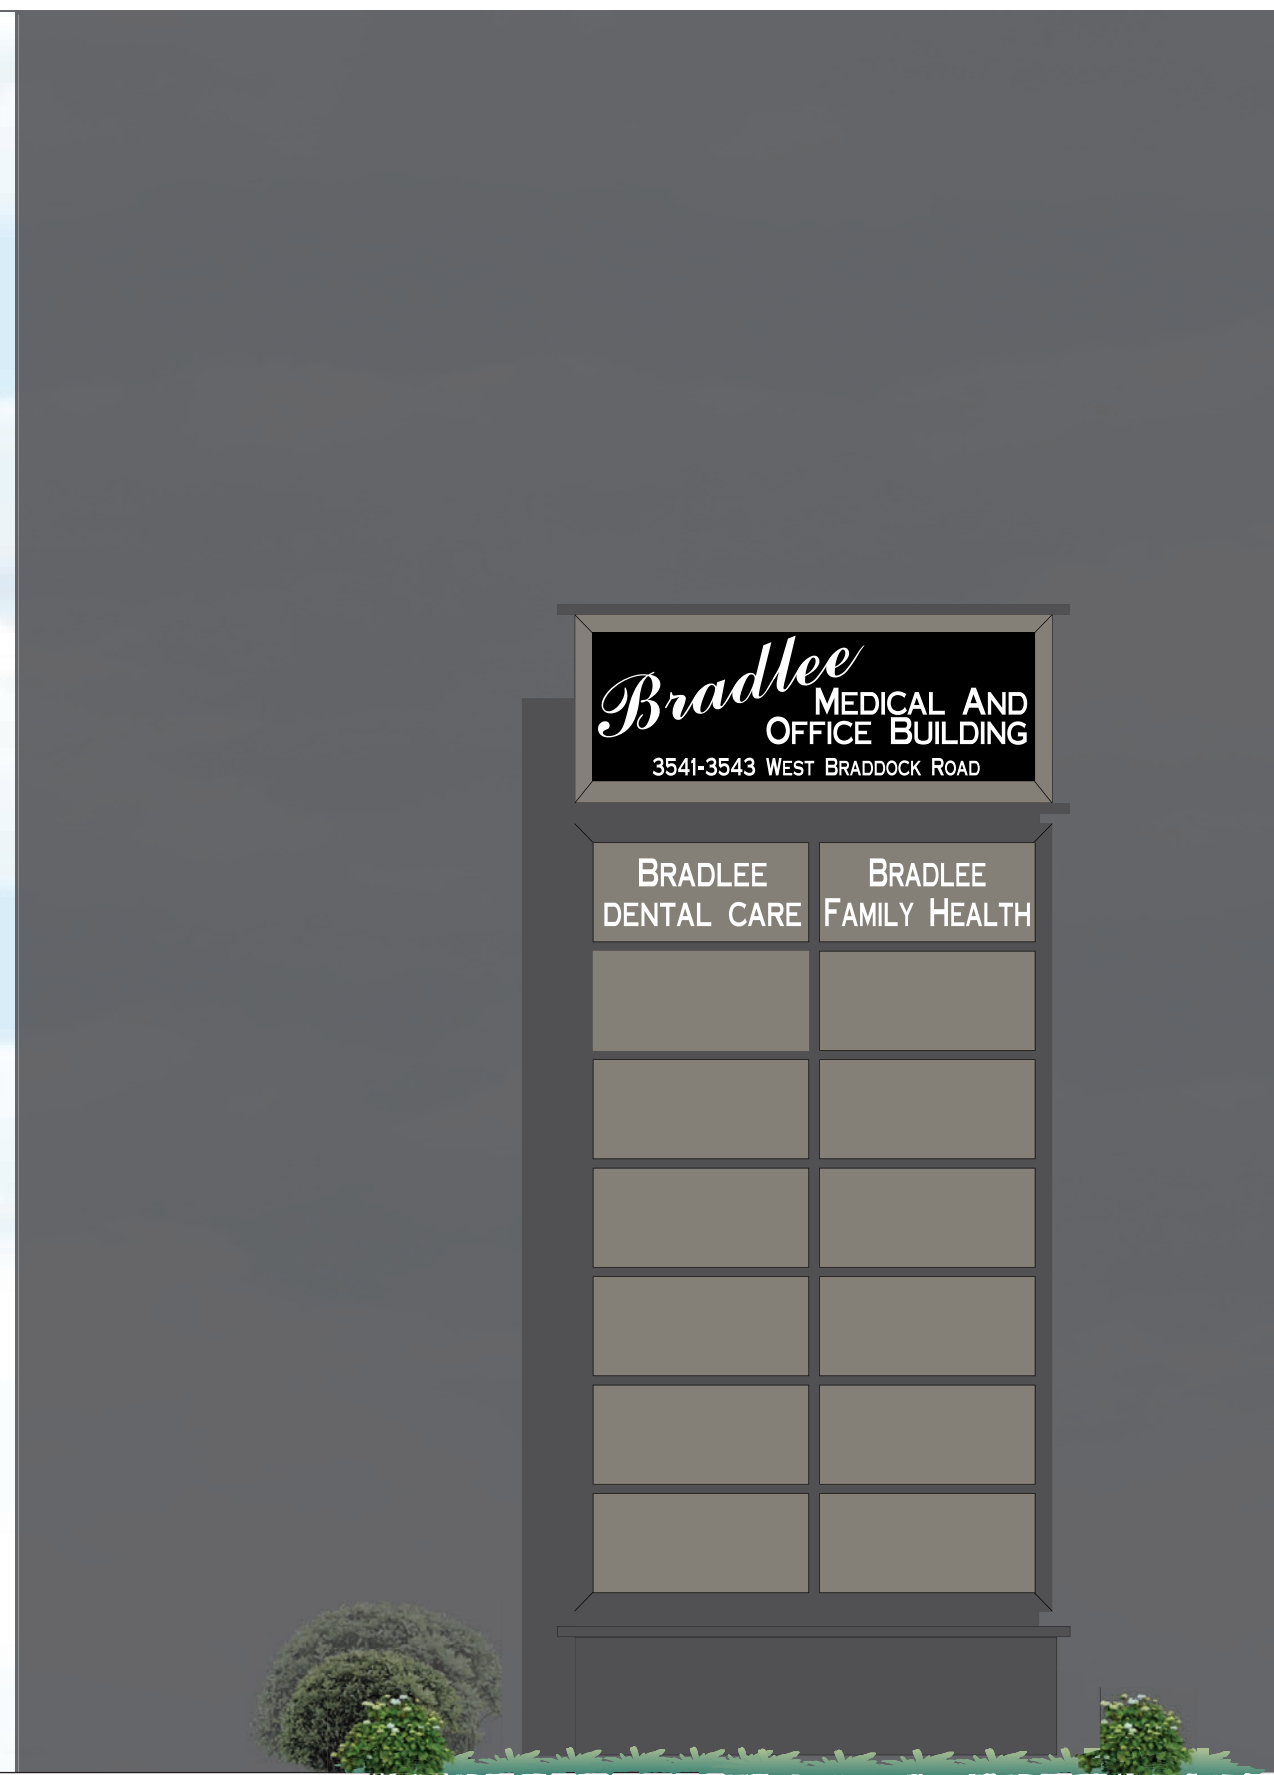 Bradlee
MEDICAL AND
OFFICE BUILDING
3541-3543 WEST BRADDOCK ROAD
BRADLEE
DENTAL CARE
BRADLEE
FAMILY HEALTH